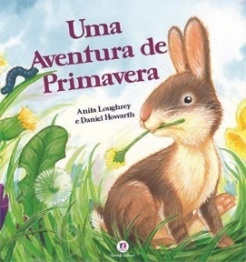 Uma
Aventura de
Primavera
Anita Loughrey
e Daniel Howarth